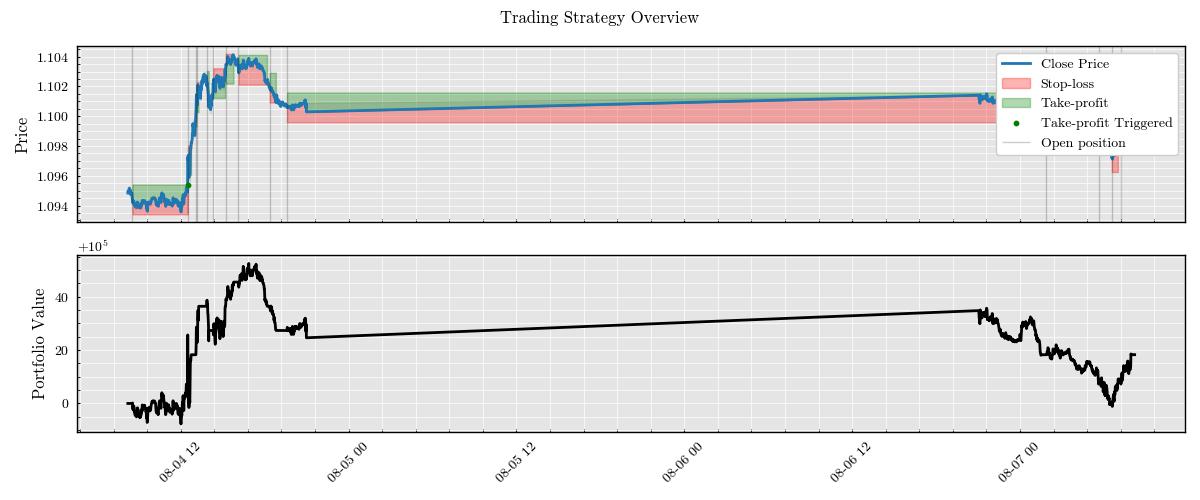 Trading Strategy Overview
Price
1.104
1.102
1.100
1.098
1.096
1.094
Close Price
Stop-loss
Take-profit
Take-profit Triggered
Open position
+10^5
Portfolio Value
40
20
0
08-04 12
08-05 00
08-05 12
08-06 00
08-06 12
08-07 00